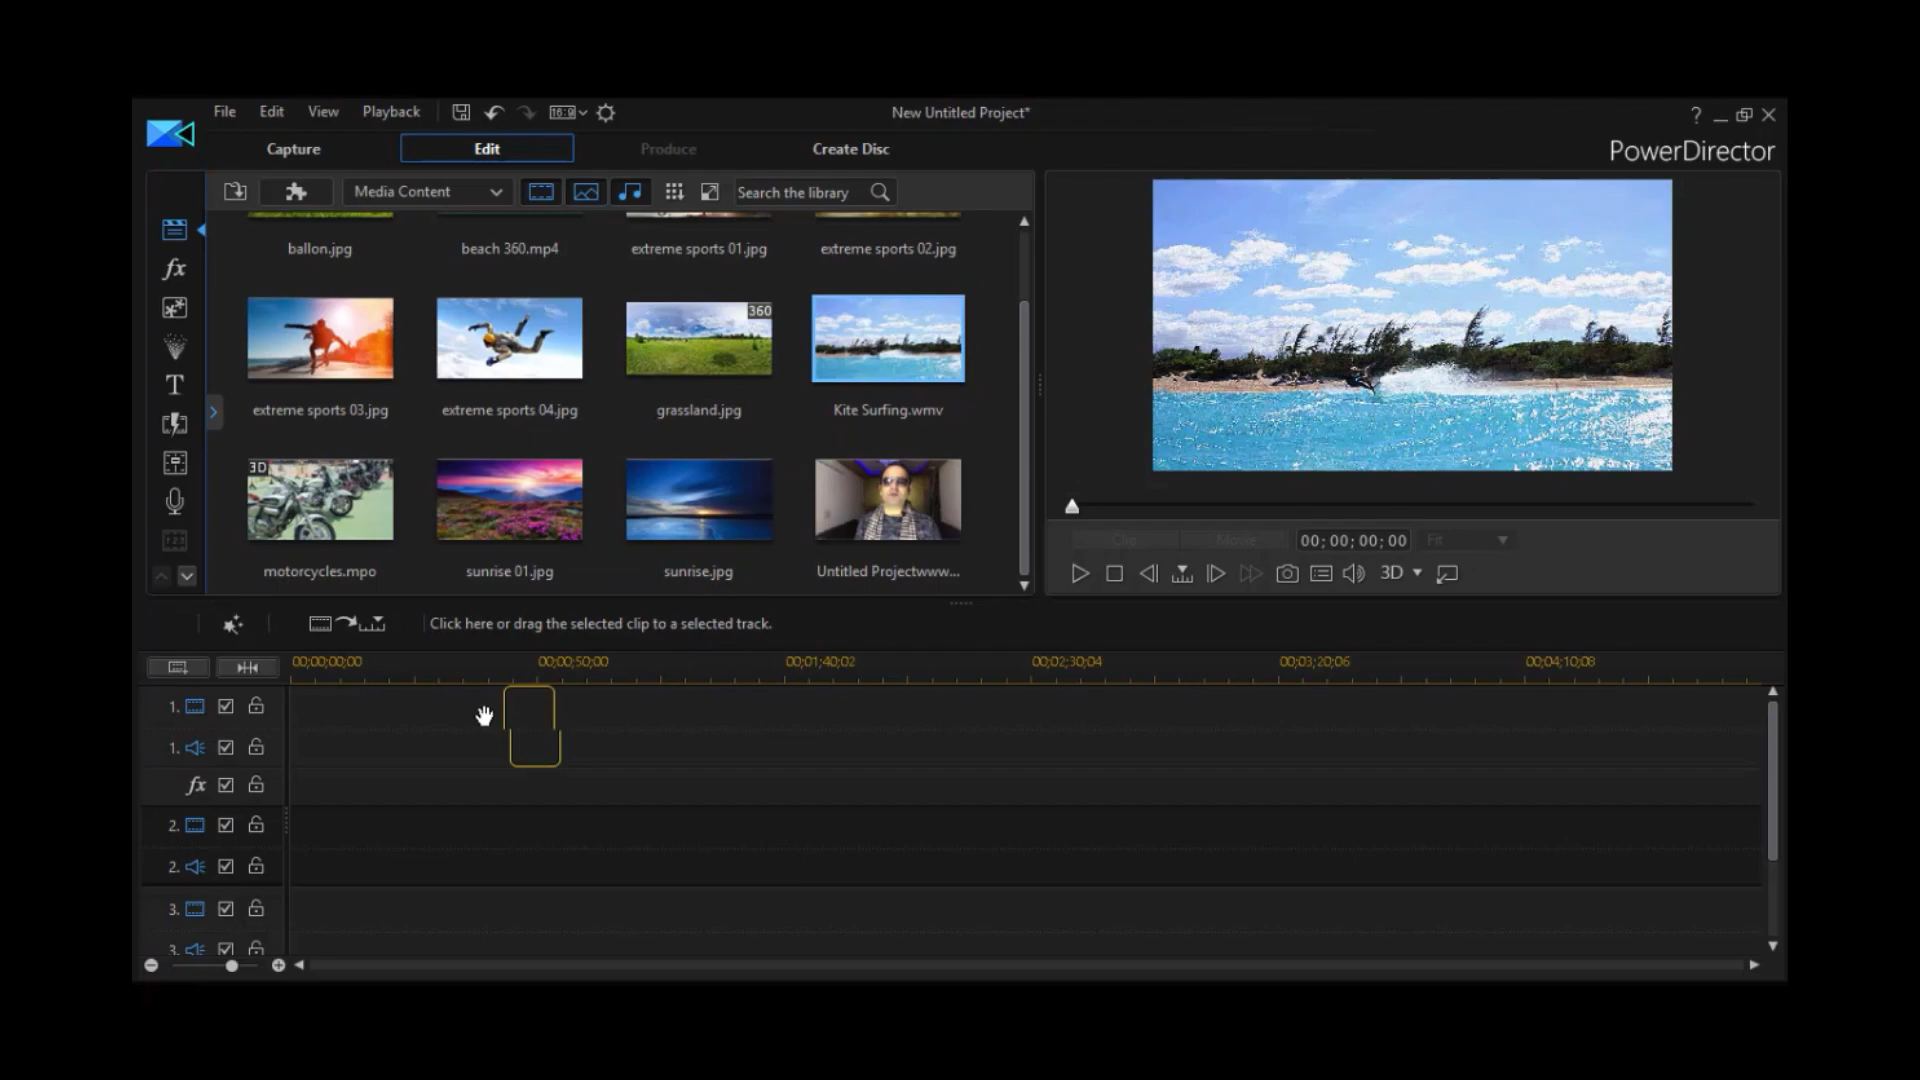 File Edit View Playback 16:9 New Untitled Project* ?
Capture Edit Produce Create Disc PowerDirector
Media Content Search the library
ballon.jpg beach 360.mp4 extreme sports 01.jpg extreme sports 02.jpg
360
extreme sports 03.jpg extreme sports 04.jpg grassland.jpg Kite Surfing.wmv
3D
motorcycles.mpo sunrise 01.jpg sunrise.jpg Untitled Projectwww...
Clip Movie 00; 00; 00; 00 Fit
3D
Click here or drag the selected clip to a selected track.
00;00;00;00 00;00;50;00 00;01;40;02 00;02;30;04 00;03;20;06 00;04;10;08
1.
1.
fx
2.
2.
3.
3.